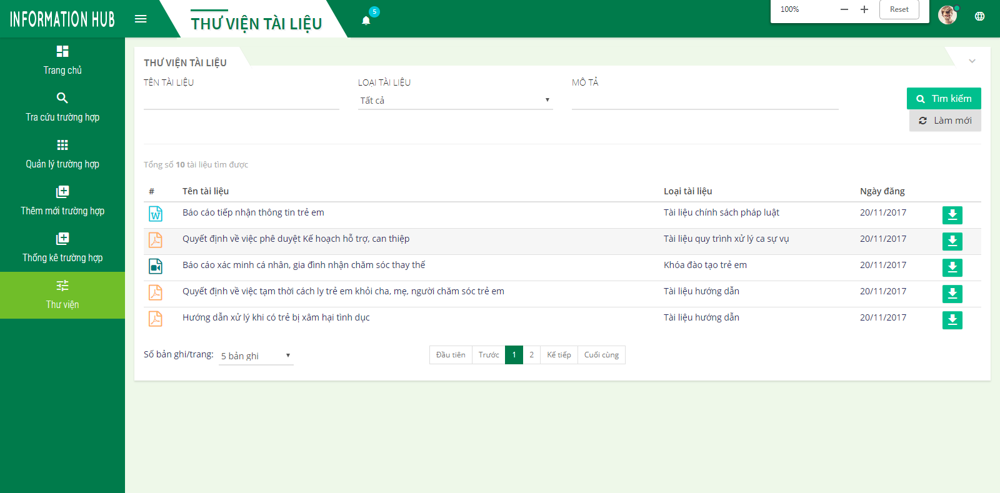 INFORMATION HUB
THƯ VIỆN TÀI LIỆU
5
100%
Reset
Trang chủ
Tra cứu trường hợp
Quản lý trường hợp
Thêm mới trường hợp
Thống kê trường hợp
Thư viện
THƯ VIỆN TÀI LIỆU
TÊN TÀI LIỆU LOẠI TÀI LIỆU MÔ TẢ
Tất cả
Tìm kiếm
Làm mới
Tổng số 10 tài liệu tìm được
# Tên tài liệu Loại tài liệu Ngày đăng
W Báo cáo tiếp nhận thông tin trẻ em Tài liệu chính sách pháp luật 20/11/2017
Quyết định về việc phê duyệt Kế hoạch hỗ trợ, can thiệp Tài liệu quy trình xử lý ca sự vụ 20/11/2017
Báo cáo xác minh cá nhân, gia đình nhận chăm sóc thay thế Khóa đào tạo trẻ em 20/11/2017
Quyết định về việc tạm thời cách ly trẻ em khỏi cha, mẹ, người chăm sóc trẻ em Tài liệu hướng dẫn 20/11/2017
Hướng dẫn xử lý khi có trẻ bị xâm hại tình dục Tài liệu hướng dẫn 20/11/2017
Số bản ghi/trang: 5 bản ghi Đầu tiên Trước 1 2 Kế tiếp Cuối cùng